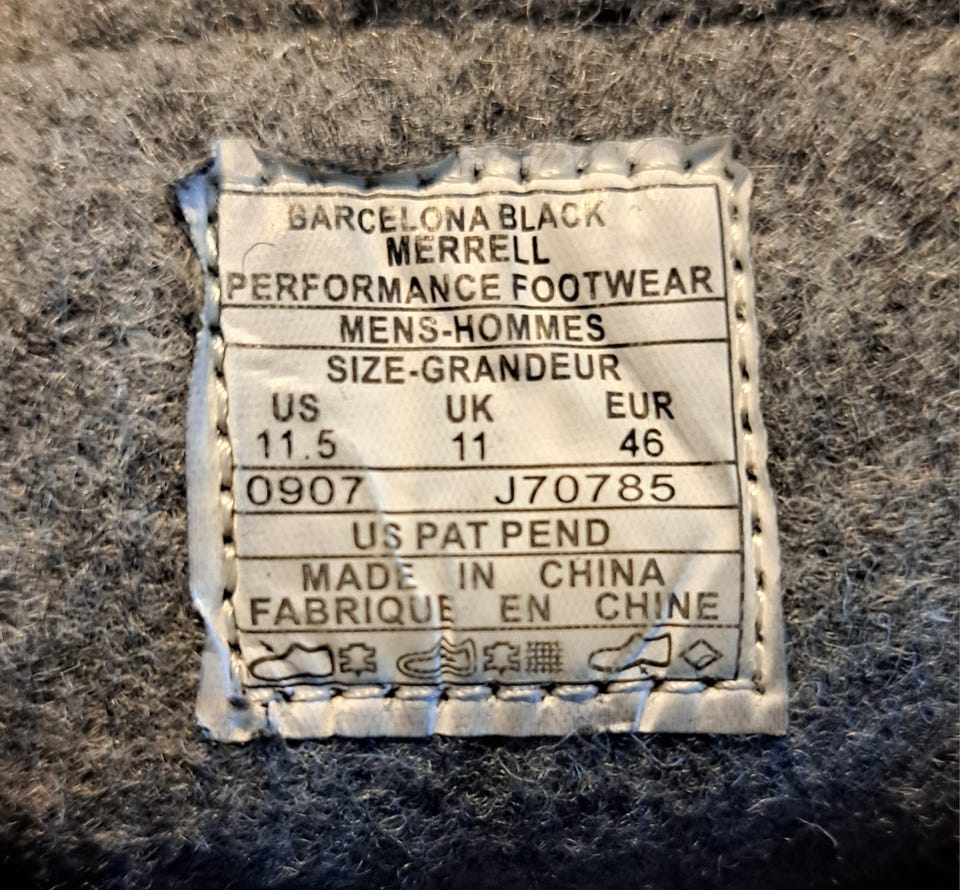 BARCELONA BLACK
MERRELL
PERFORMANCE FOOTWEAR
MENS-HOMMES
SIZE-GRANDEUR
US UK EUR
11.5 11 46
0907 J70785
US PAT PEND
MADE IN CHINA
FABRIQUE EN CHINE